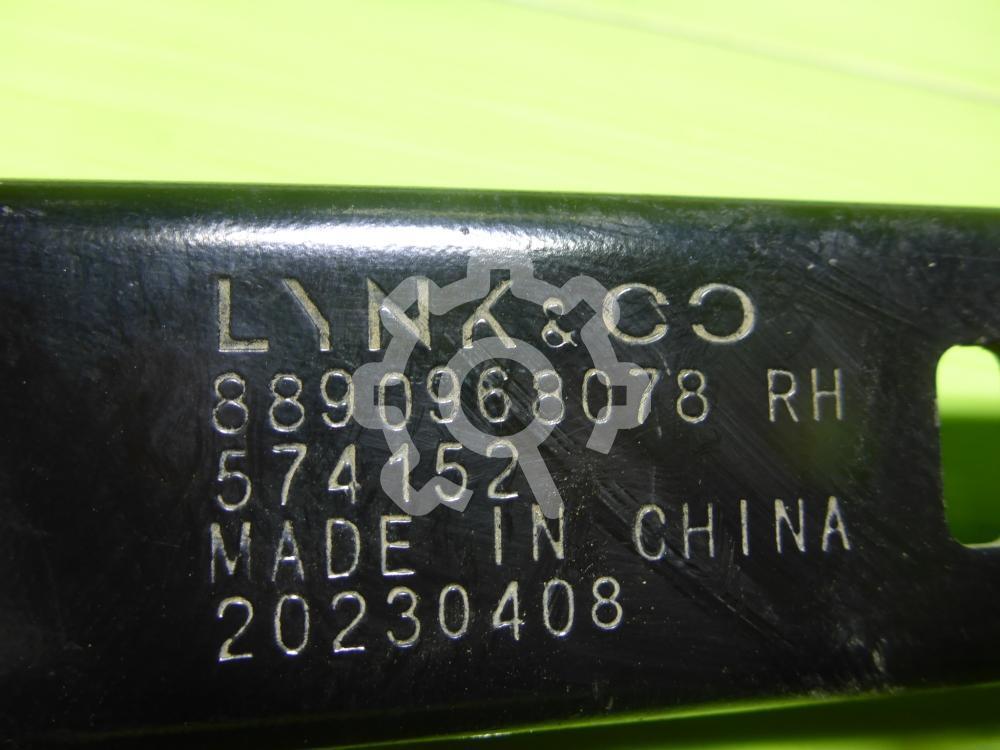 LYNK&CO
8890968078 RH
574152
MADE IN CHINA
20230408